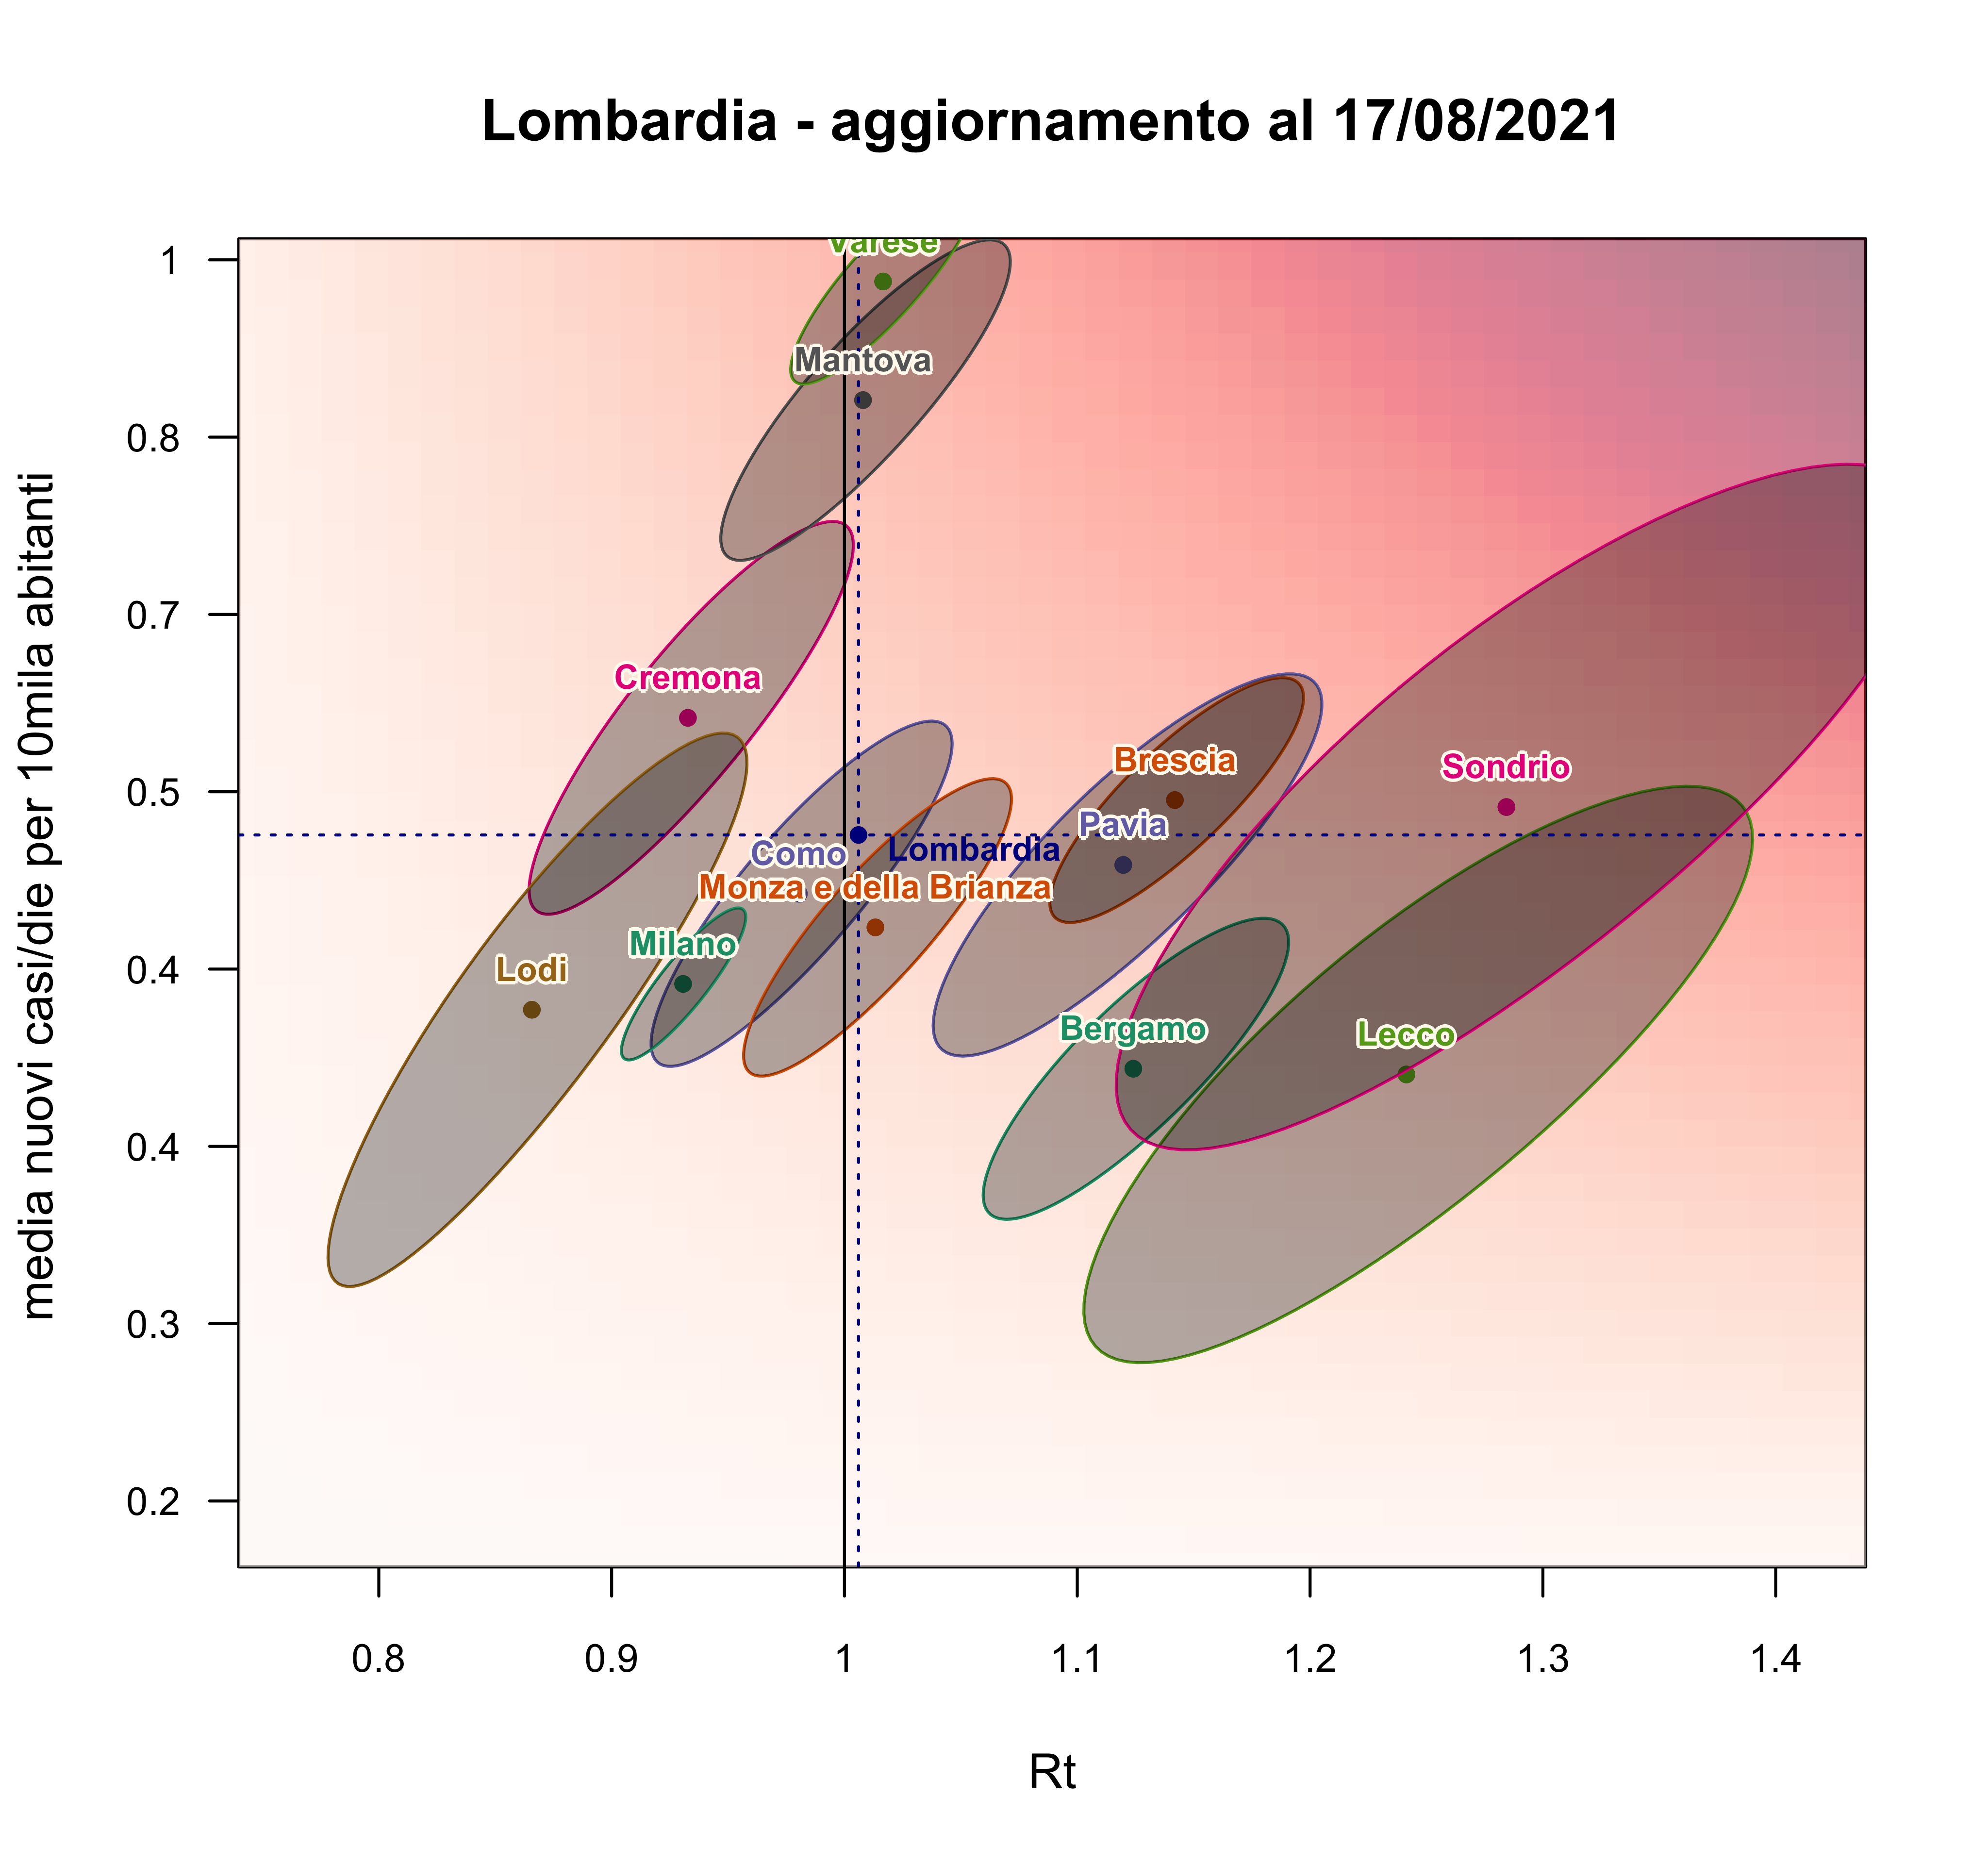 Lombardia - aggiornamento al 17/08/2021
media nuovi casi/die per 10mila abitanti
1
0.8
0.7
0.5
0.4
0.4
0.3
0.2
Varese
Mantova
Cremona
Brescia
Sondrio
Pavia
Como
Lombardia
Monza e della Brianza
Milano
Lodi
Bergamo
Lecco
0.8
0.9
1
1.1
1.2
1.3
1.4
Rt